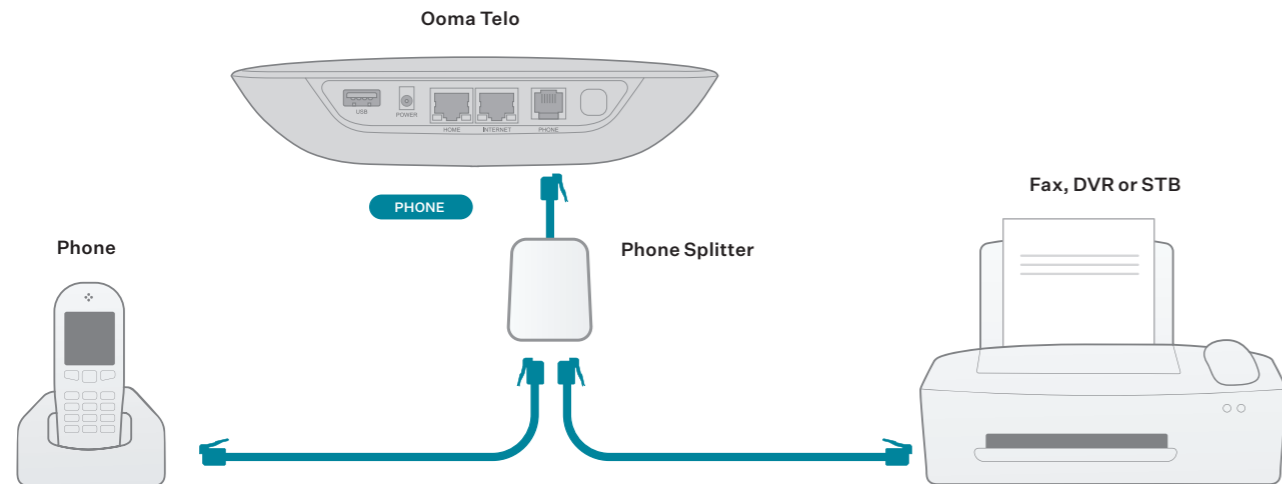 Ooma Telo
USB
POWER
HOME
INTERNET
PHONE
PHONE
Fax, DVR or STB
Phone
Phone Splitter